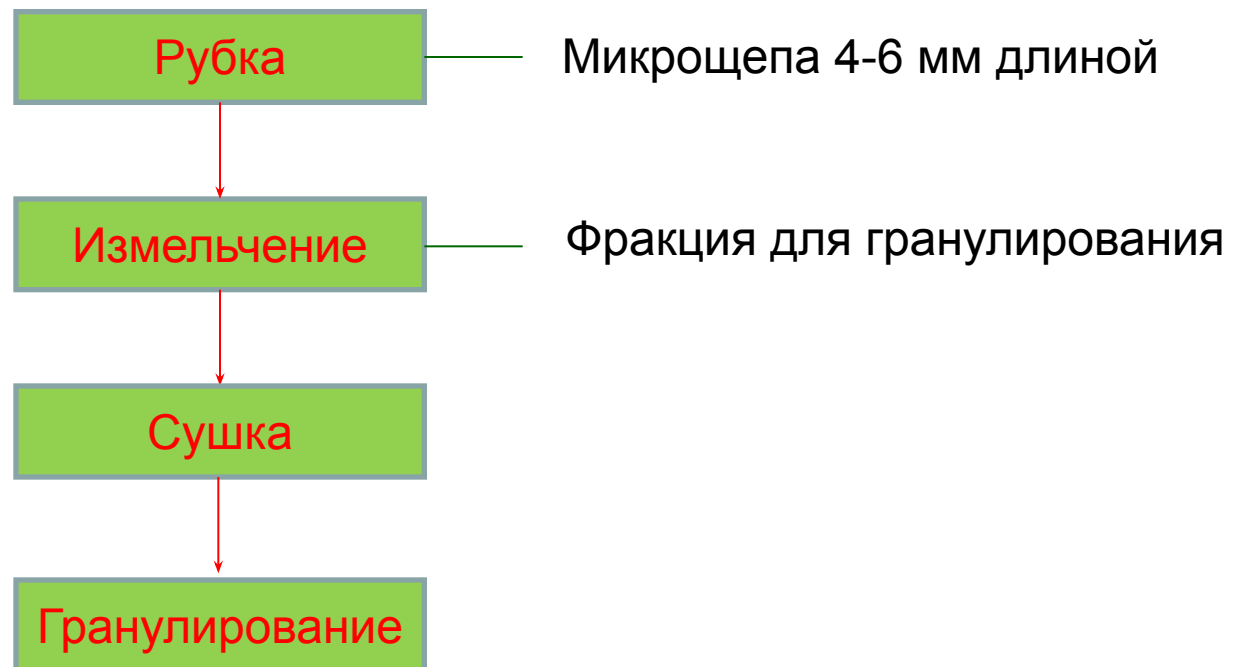 Рубка
Микрощепа 4-6 мм длиной
Измельчение
Фракция для гранулирования
Сушка
Гранулирование